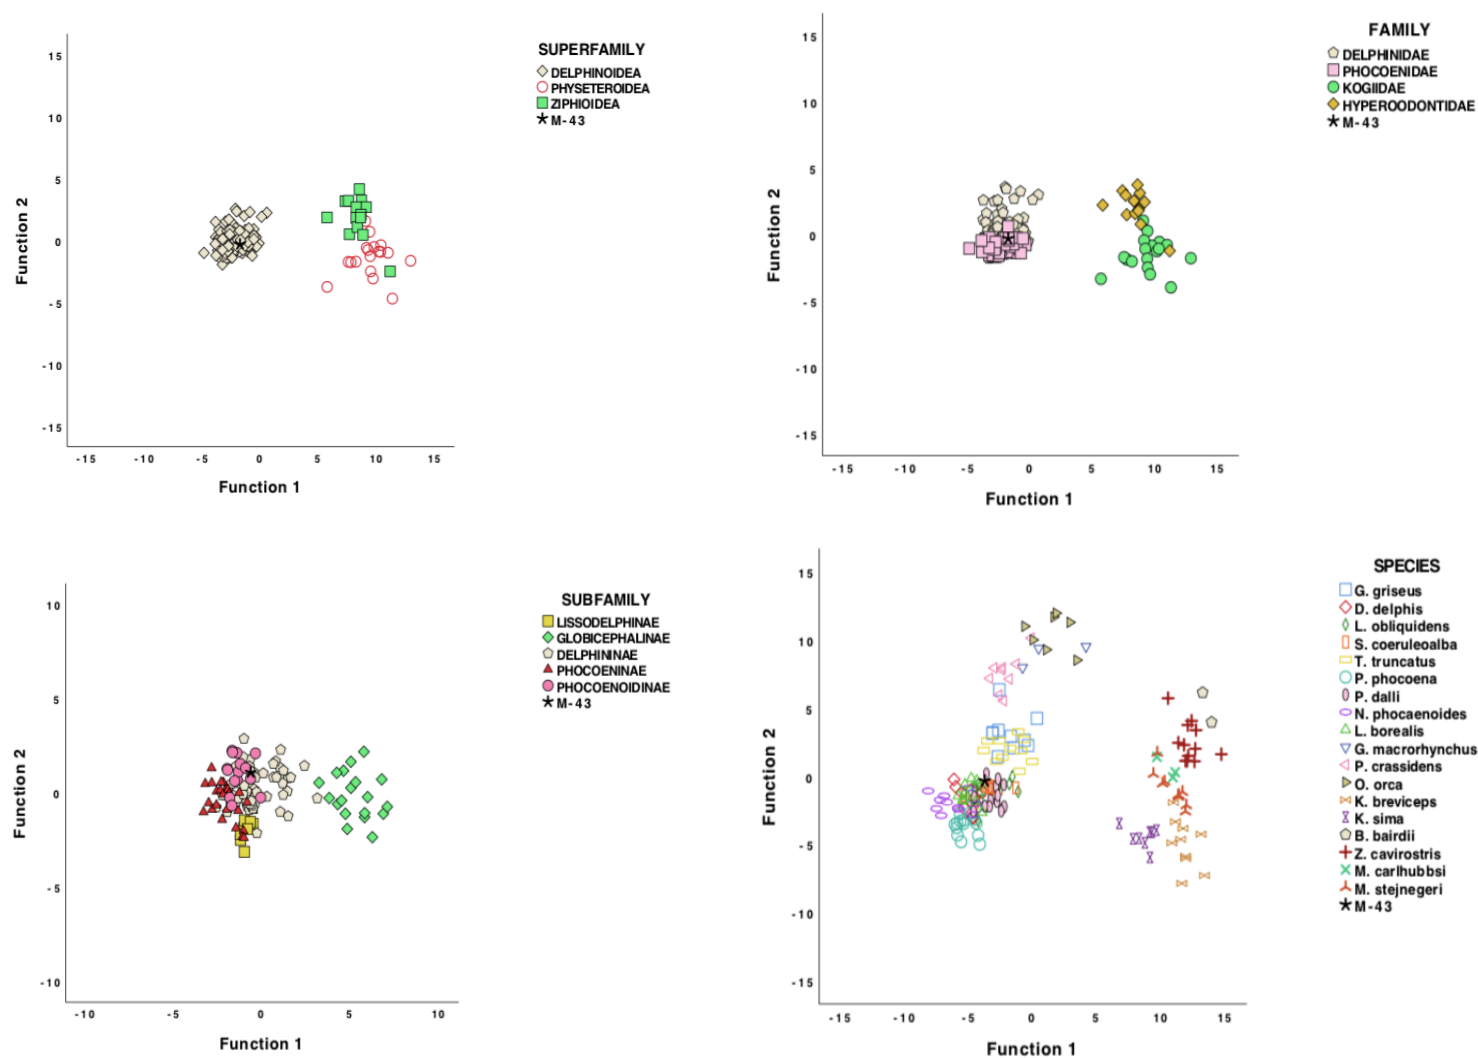 SUPERFAMILY
DELPHINOIDEA
PHYSETEROIDEA
ZIPHIOIDEA
M-43
15
10
5
0
-5
-10
-15
Function 2
-15 -10 -5 0 5 10 15
Function 1
FAMILY
DELPHINIDAE
PHOCOENIDAE
KOGIIDAE
HYPEROODONTIDAE
M-43
15
10
5
0
-5
-10
-15
Function 2
-15 -10 -5 0 5 10 15
Function 1
SUBFAMILY
LISSODELPHINAE
GLOBICEPHALINAE
DELPHININAE
PHOCOENINAE
PHOCOENOIDINAE
M-43
10
5
0
-5
-10
Function 2
-10 -5 0 5 10
Function 1
SPECIES
G. griseus
D. delphis
L. obliquidens
S. coeruleoalba
T. truncatus
P. phocoena
P. dalli
N. phocaenoides
L. borealis
G. macrorhynchus
P. crassidens
O. orca
K. breviceps
K. sima
B. bairdii
Z. cavirostris
M. carlhubbsi
M. stejnegeri
M-43
15
10
5
0
-5
-10
-15
Function 2
-15 -10 -5 0 5 10 15
Function 1